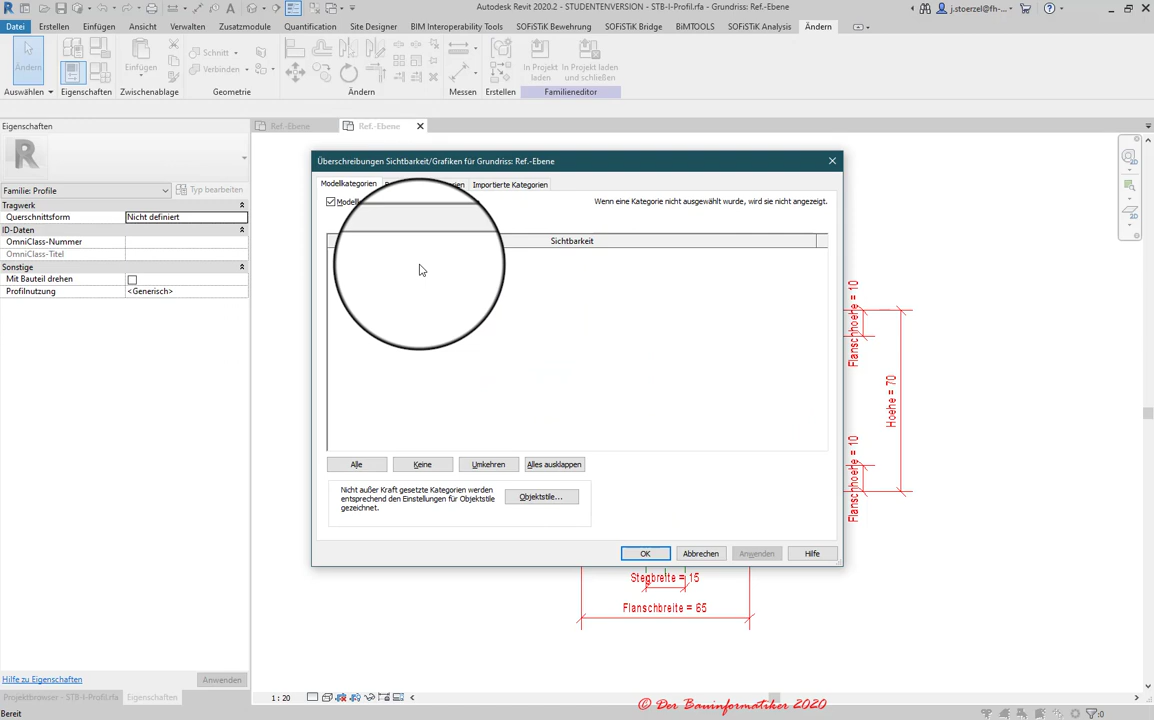 Autodesk Revit 2020.2 - STUDENTENVERSION - STB-I-Profil.rfa - Grundriss: Ref.-Ebene
j.stoerzel@fh-...
Datei Erstellen Einfügen Ansicht Verwalten Zusatzmodule Quantification Site Designer BIM Interoperability Tools SOFiSTiK Bewehrung SOFiSTiK Bridge BiMTOOLS SOFiSTiK Analysis Ändern
Ändern
Einfügen
Schnitt
Verbinden
In Projekt laden
In Projekt laden und schließen
Auswählen Eigenschaften Zwischenablage Geometrie Ändern Messen Erstellen Familieneditor
Eigenschaften
Ref.-Ebene
Ref.-Ebene
Familie: Profile
Typ bearbeiten
Tragwerk
Querschnittsform Nicht definiert
ID-Daten
OmniClass-Nummer
OmniClass-Titel
Sonstige
Mit Bauteil drehen
Profilnutzung <Generisch>
Überschreibungen Sichtbarkeit/Grafiken für Grundriss: Ref.-Ebene
Modellkategorien
Importierte Kategorien
Wenn eine Kategorie nicht ausgewählt wurde, wird sie nicht angezeigt.
Sichtbarkeit
Alle Keine Umkehren Alles ausklappen
Nicht außer Kraft gesetzte Kategorien werden
entsprechend den Einstellungen für Objektstile
gezeichnet.
Objektstile...
OK Abbrechen Anwenden Hilfe
Flanschhoehe = 10
Hoehe = 70
Flanschhoehe = 10
Stegbreite = 15
Flanschbreite = 65
Hilfe zu Eigenschaften
Anwenden
Projektbrowser - STB-I-Profil.rfa Eigenschaften
1 : 20
© Der Bauinformatiker 2020
Bereit
:0